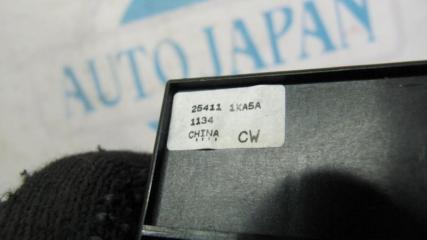 AUTO JAPAN
25411 1KA5A
1134
CHINA CW